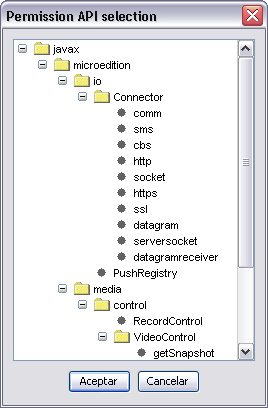 Permission API selection
javax
microedition
io
Connector
comm
sms
cbs
http
socket
https
ssl
datagram
serversocket
datagramreceiver
PushRegistry
media
control
RecordControl
VideoControl
getSnapshot
Aceptar Cancelar